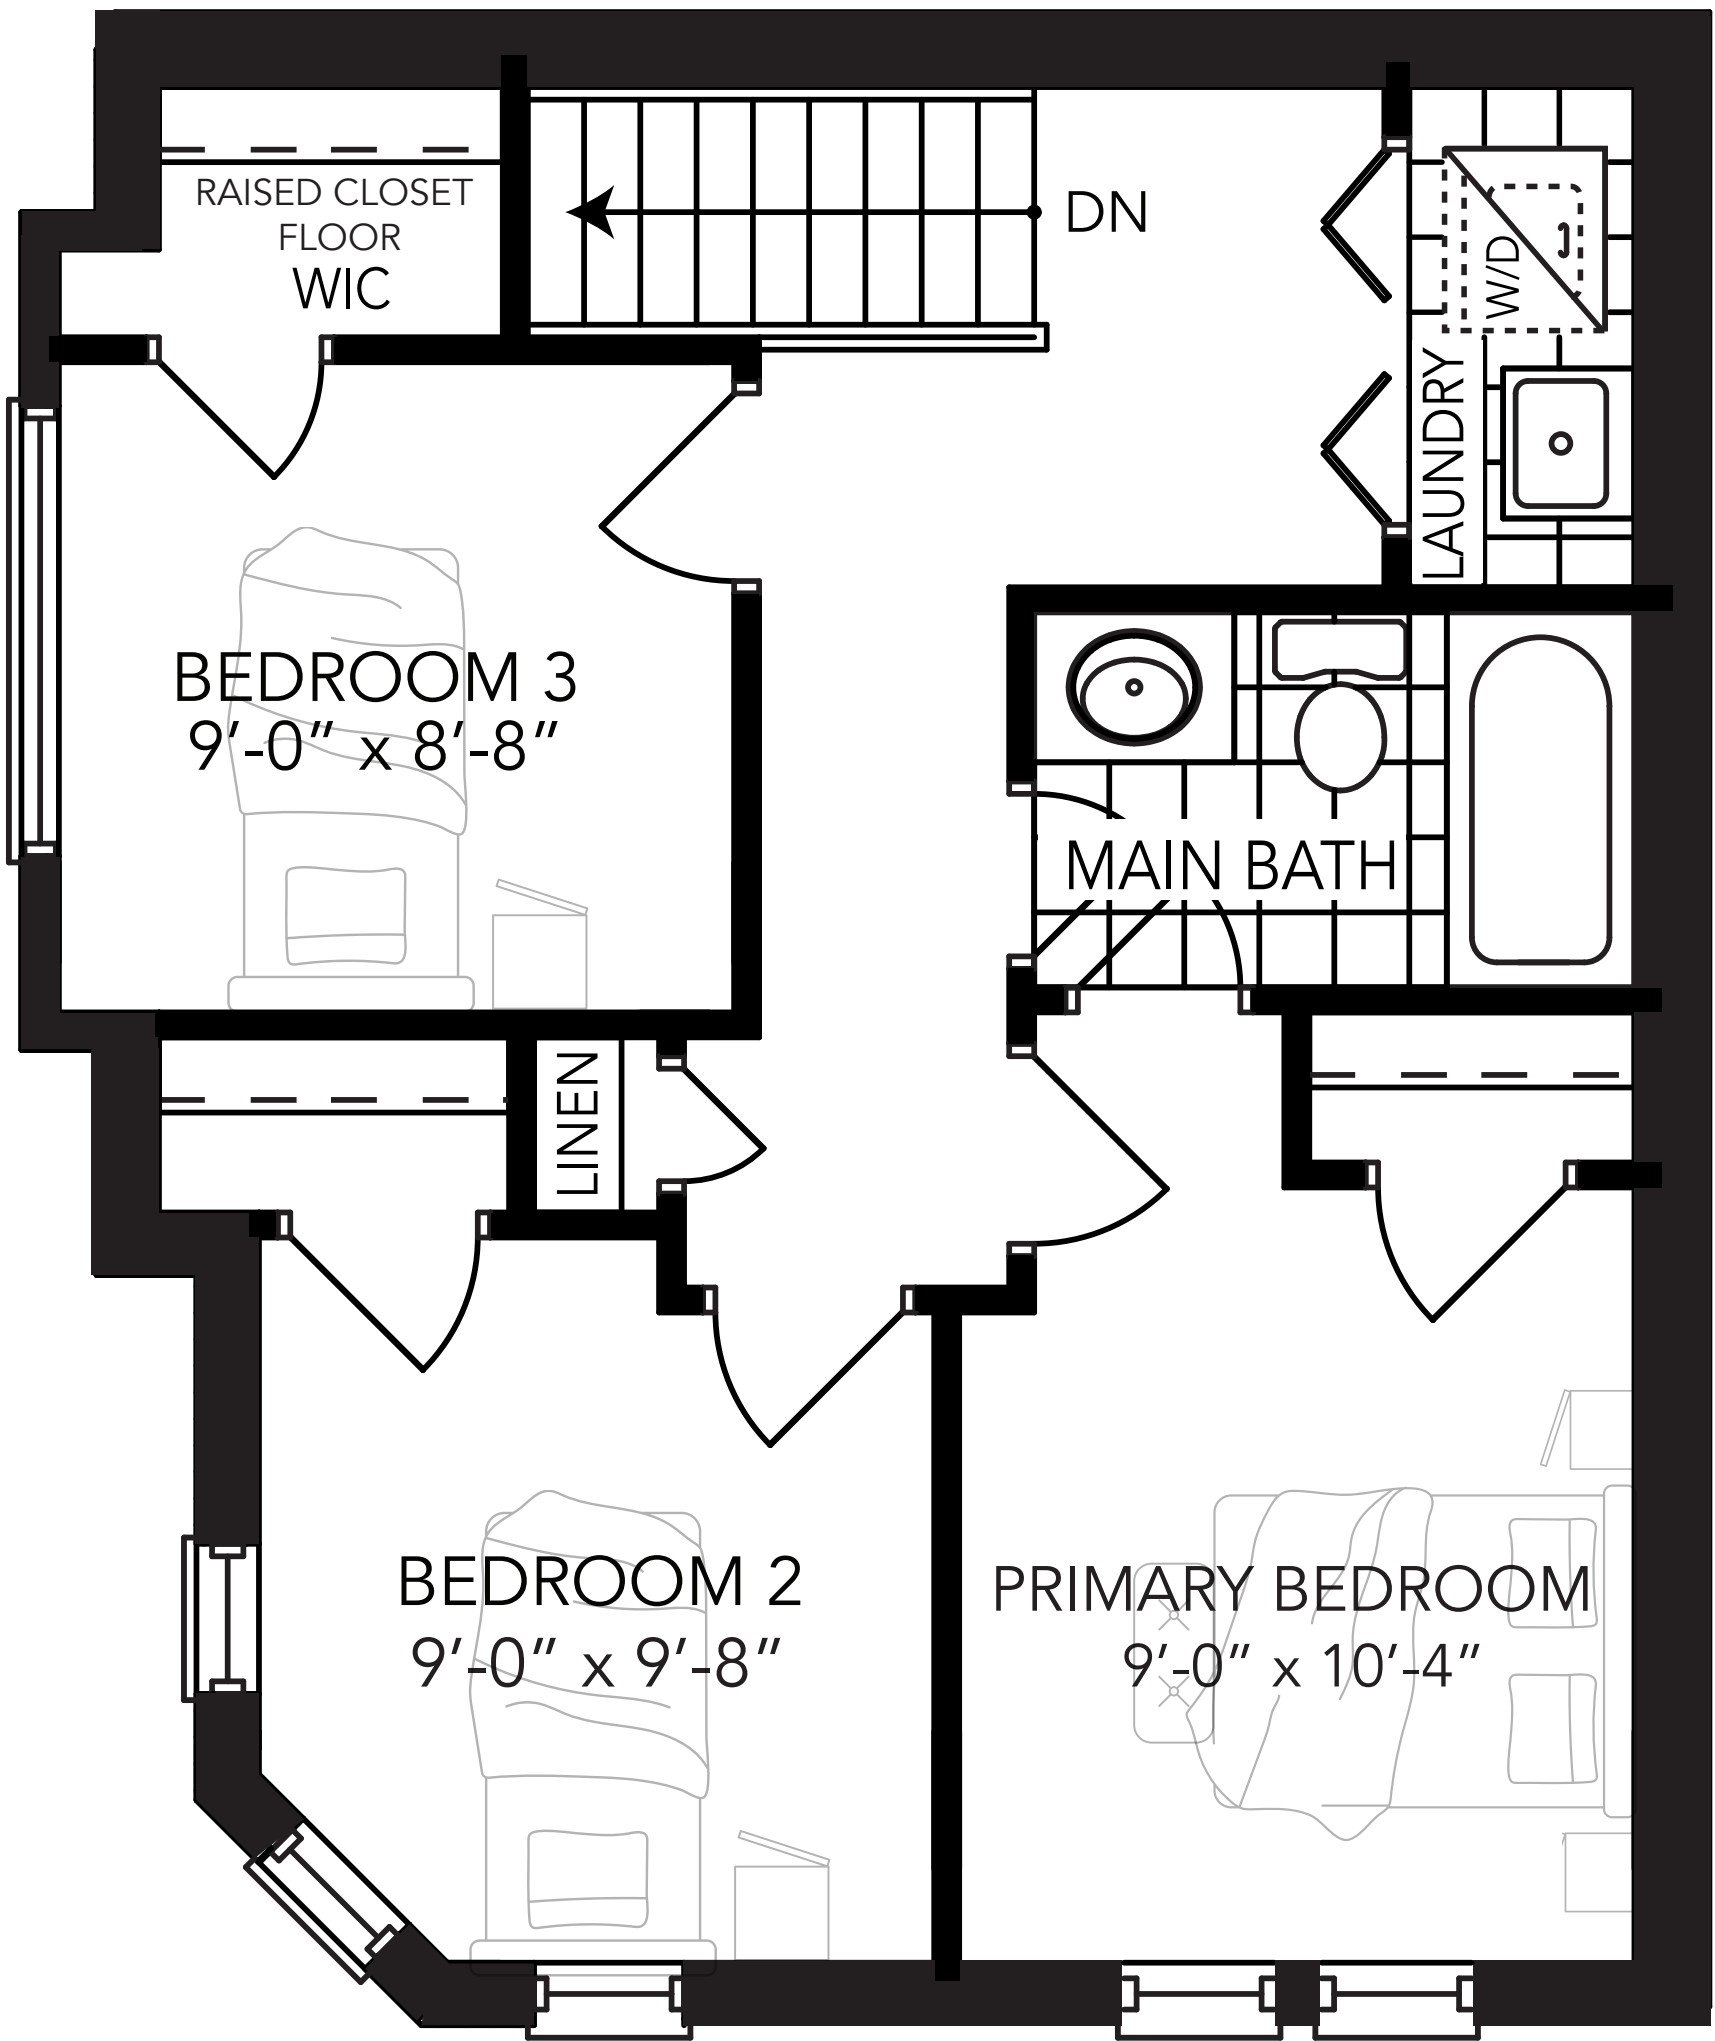 RAISED CLOSET
FLOOR
WIC
DN
W/D
LAUNDRY
BEDROOM 3
9’-0” x 8’-8”
MAIN BATH
LINEN
BEDROOM 2
9’-0” x 9’-8”
PRIMARY BEDROOM
9’-0” x 10’-4”